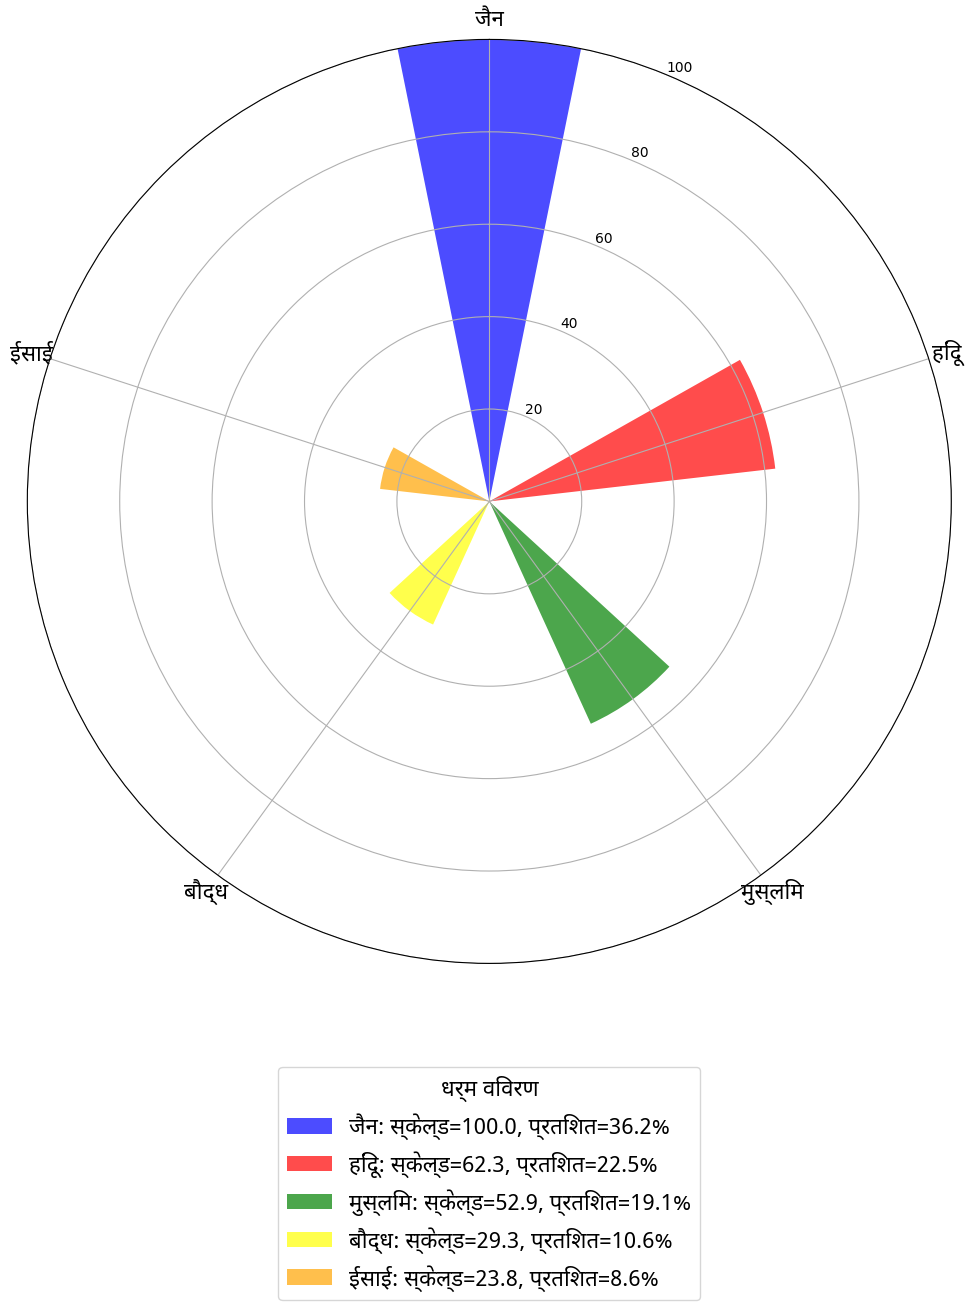 जैन
100
80
60
40
20
ईसाई
हिंदू
बौद्ध
मुस्लिम
धर्म विवरण
जैन: स्केल्ड=100.0, प्रतिशत=36.2%
हिंदू: स्केल्ड=62.3, प्रतिशत=22.5%
मुस्लिम: स्केल्ड=52.9, प्रतिशत=19.1%
बौद्ध: स्केल्ड=29.3, प्रतिशत=10.6%
ईसाई: स्केल्ड=23.8, प्रतिशत=8.6%